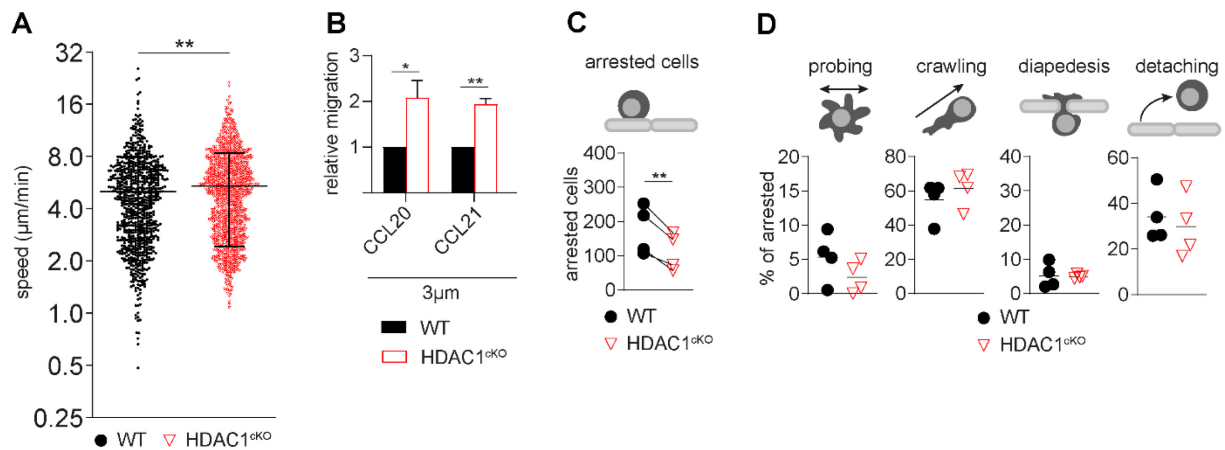 A
**
32
16
8.0
4.0
2.0
1.0
0.5
0.25
speed (µm/min)
WT HDAC1cKO
B
3
2
1
0
relative migration
* **
CCL20 CCL21
3µm
WT
HDAC1cKO
C
arrested cells
400
300
200
100
0
arrested cells
**
WT
HDAC1cKO
D
probing crawling diapedesis detaching
% of arrested
20
15
10
5
0
80
60
40
20
0
40
30
20
10
0
60
40
20
0
WT
HDAC1cKO